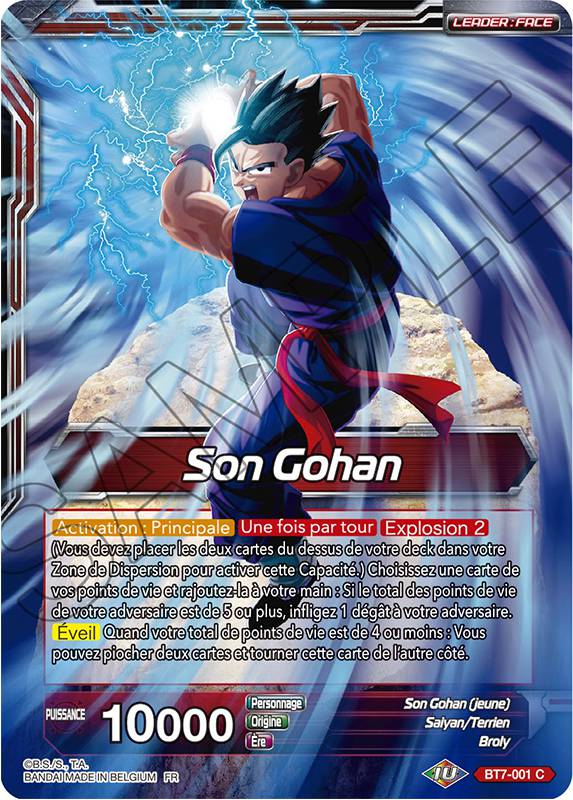 LEADER : FACE
SAMPLE
Son Gohan
Activation : Principale Une fois par tour Explosion 2
(Vous devez placer les deux cartes du dessus de votre deck dans votre
Zone de Dispersion pour activer cette Capacité.) Choisissez une carte de
vos points de vie et rajoutez-la à votre main : Si le total des points de vie
de votre adversaire est de 5 ou plus, infligez 1 dégât à votre adversaire.
Éveil Quand votre total de points de vie est de 4 ou moins : Vous
pouvez piocher deux cartes et tourner cette carte de l'autre côté.
PUISSANCE 10000
Personnage Son Gohan (jeune)
Origine Saiyan/Terrien
Ère Broly
©B.S./S., T.A.
BANDAI MADE IN BELGIUM FR
BT7-001 C